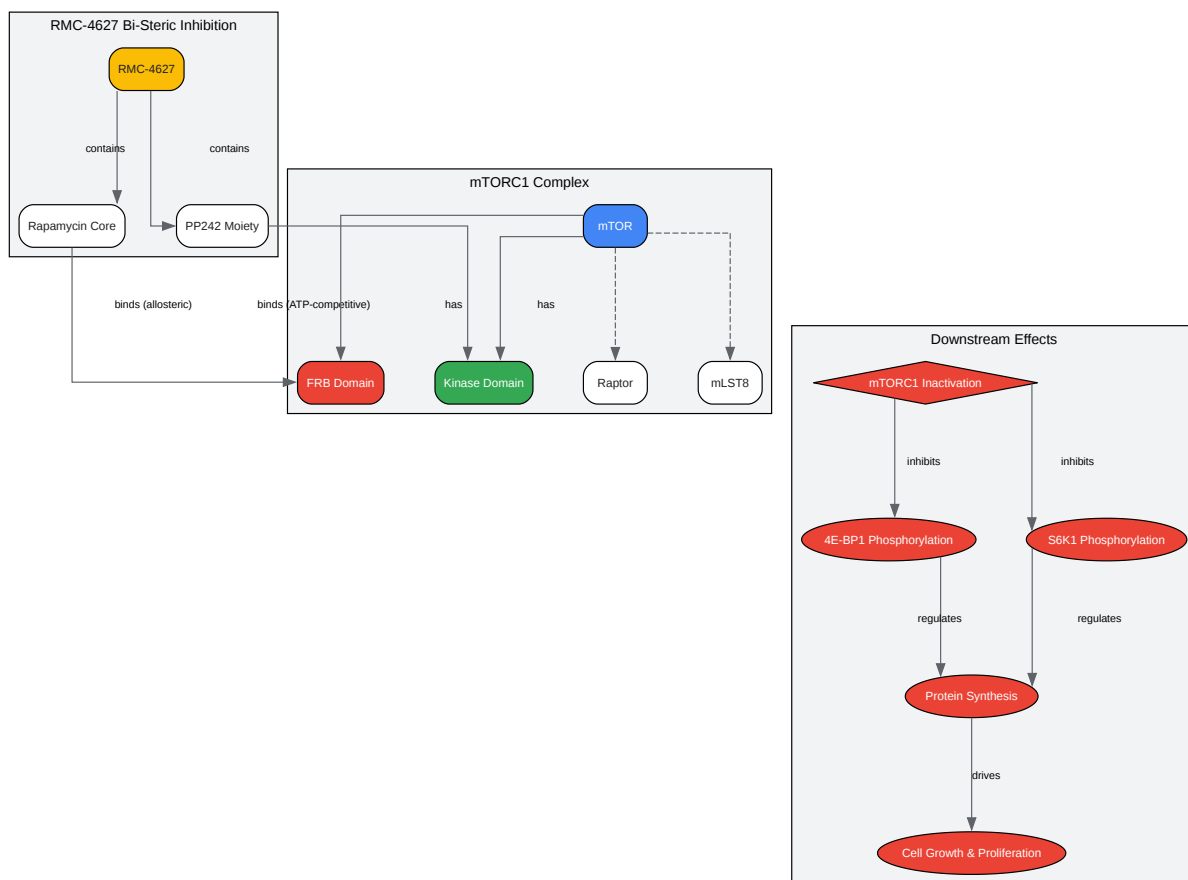 RMC-4627 Bi-Steric Inhibition
RMC-4627
contains
contains
Rapamycin Core
PP242 Moiety
mTORC1 Complex
mTOR
binds (allosteric)
binds (ATP-competitive)
has
has
FRB Domain
Kinase Domain
Raptor
mLST8
Downstream Effects
mTORC1 Inactivation
inhibits
inhibits
4E-BP1 Phosphorylation
S6K1 Phosphorylation
regulates
regulates
Protein Synthesis
drives
Cell Growth & Proliferation